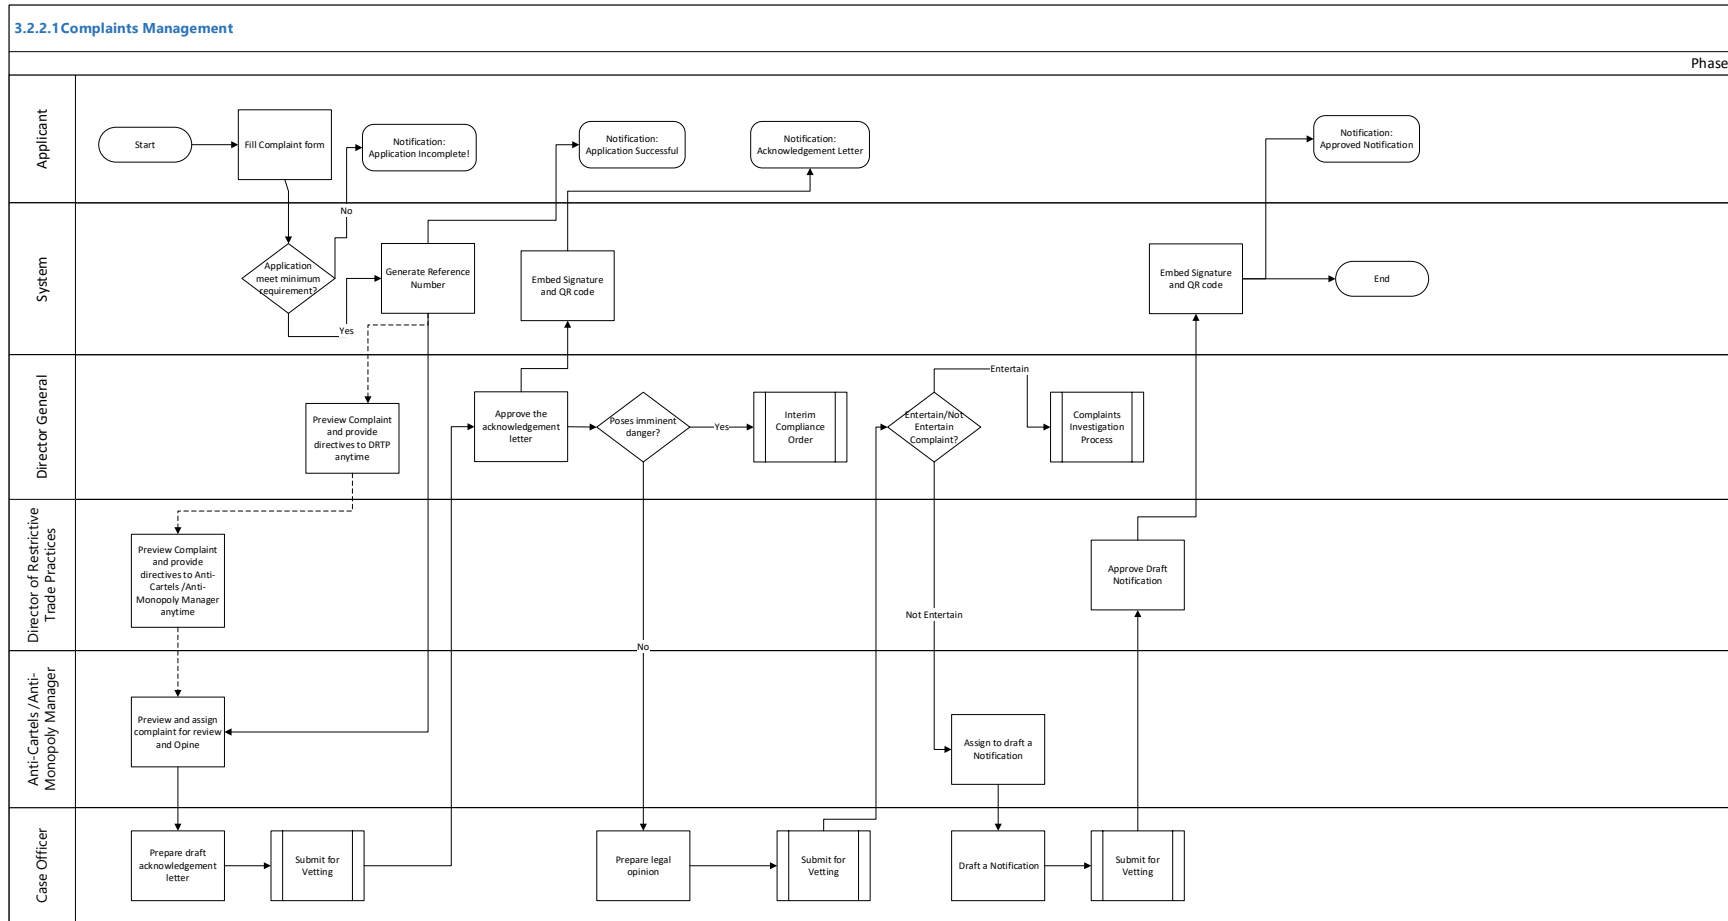 3.2.2.1Complaints Management
Phase
Applicant
Start
Fill Complaint form
Notification:
Application Incomplete!
Notification:
Application Successful
Notification:
Acknowledgement Letter
Notification:
Approved Notification
No
System
Application
meet minimum
requirement?
Yes
Generate Reference
Number
Embed Signature
and QR code
Embed Signature
and QR code
End
Director General
Preview Complaint
and provide
directives to DRTP
anytime
Approve the
acknowledgement
letter
Poses imminent
danger?
Yes
Interim
Compliance
Order
Entertain/Not
Entertain
Complaint?
Entertain
Complaints
Investigation
Process
Director of Restrictive
Trade Practices
Preview Complaint
and provide
directives to Anti-
Cartels /Anti-
Monopoly Manager
anytime
No
Not Entertain
Approve Draft
Notification
Anti-Cartels /Anti-
Monopoly Manager
Preview and assign
complaint for review
and Opine
Assign to draft a
Notification
Case Officer
Prepare draft
acknowledgement
letter
Submit for
Vetting
Prepare legal
opinion
Submit for
Vetting
Draft a Notification
Submit for
Vetting